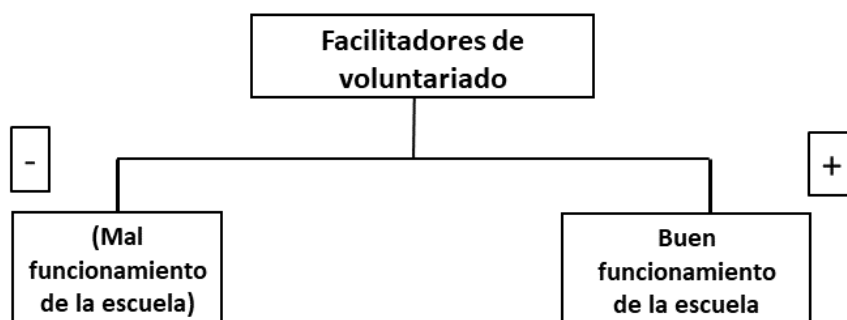 Facilitadores de
voluntariado
-
+
(Mal
funcionamiento
de la escuela)
Buen
funcionamiento
de la escuela